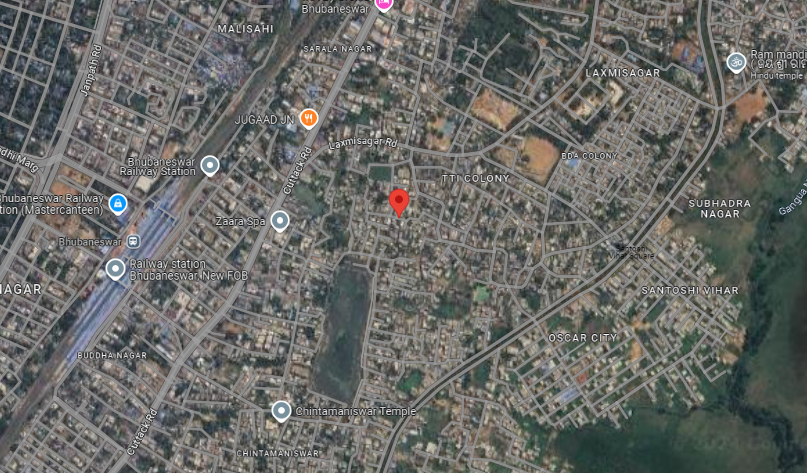 Bhubaneswar
MALISAHI
SARALA NAGAR
Janpath Rd
Ram mandi
Hindu temple
LAXMISAGAR
JUGAAD JN
Laxmisagar Rd
Cuttack Rd
BDA COLONY
Bhubaneswar
Railway Station
TTI COLONY
Bhubaneswar Railway
tion (Mastercanteen)
Zaara Spa
SUBHADRA
NAGAR
Bhubaneswar
Railway station
Bhubaneswar, New FOB
NAGAR
SANTOSHI VIHAR
OSCAR CITY
BUDDHA NAGAR
Chintamaniswar Temple
Cuttack Rd
CHINTAMANISWAR